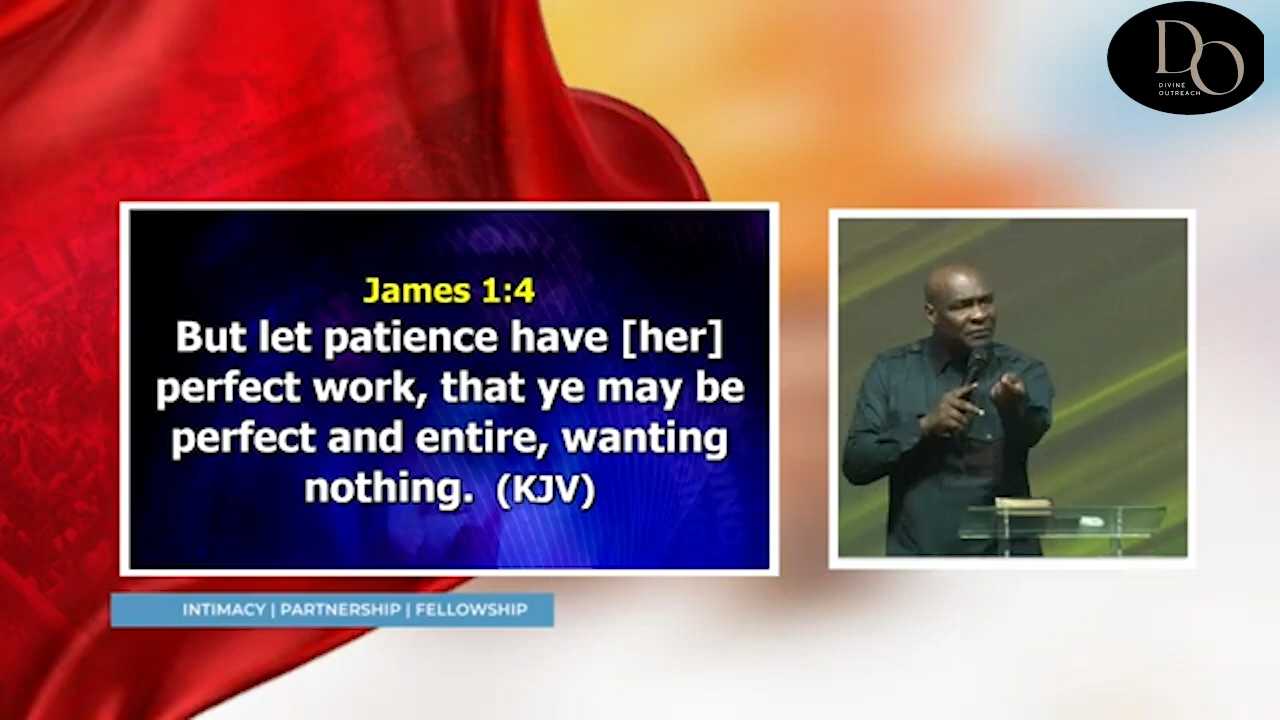 DO
DIVINE
OUTREACH
James 1:4
But let patience have [her]
perfect work, that ye may be
perfect and entire, wanting
nothing. (KJV)
INTIMACY | PARTNERSHIP | FELLOWSHIP